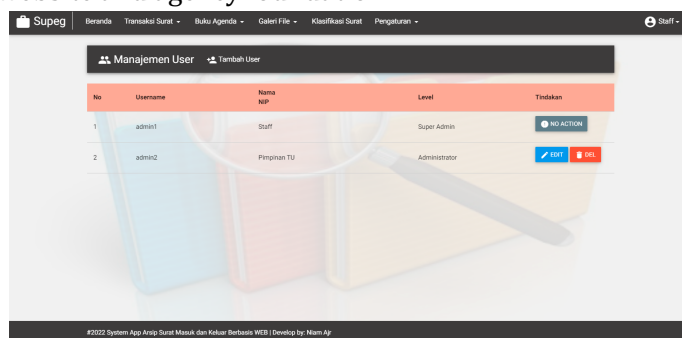 Supeg Beranda Transaksi Surat Buku Agenda Galeri File Klasifikasi Surat Pengaturan Staff
Manajemen User Tambah User
No Username Nama Level Tindakan
NIP
1 admin1 Staff Super Admin NO ACTION
2 admin2 Pimpinan TU Administrator EDIT DEL
#2022 System App Arsip Surat Masuk dan Keluar Berbasis WEB | Develop by: Niam Ajr